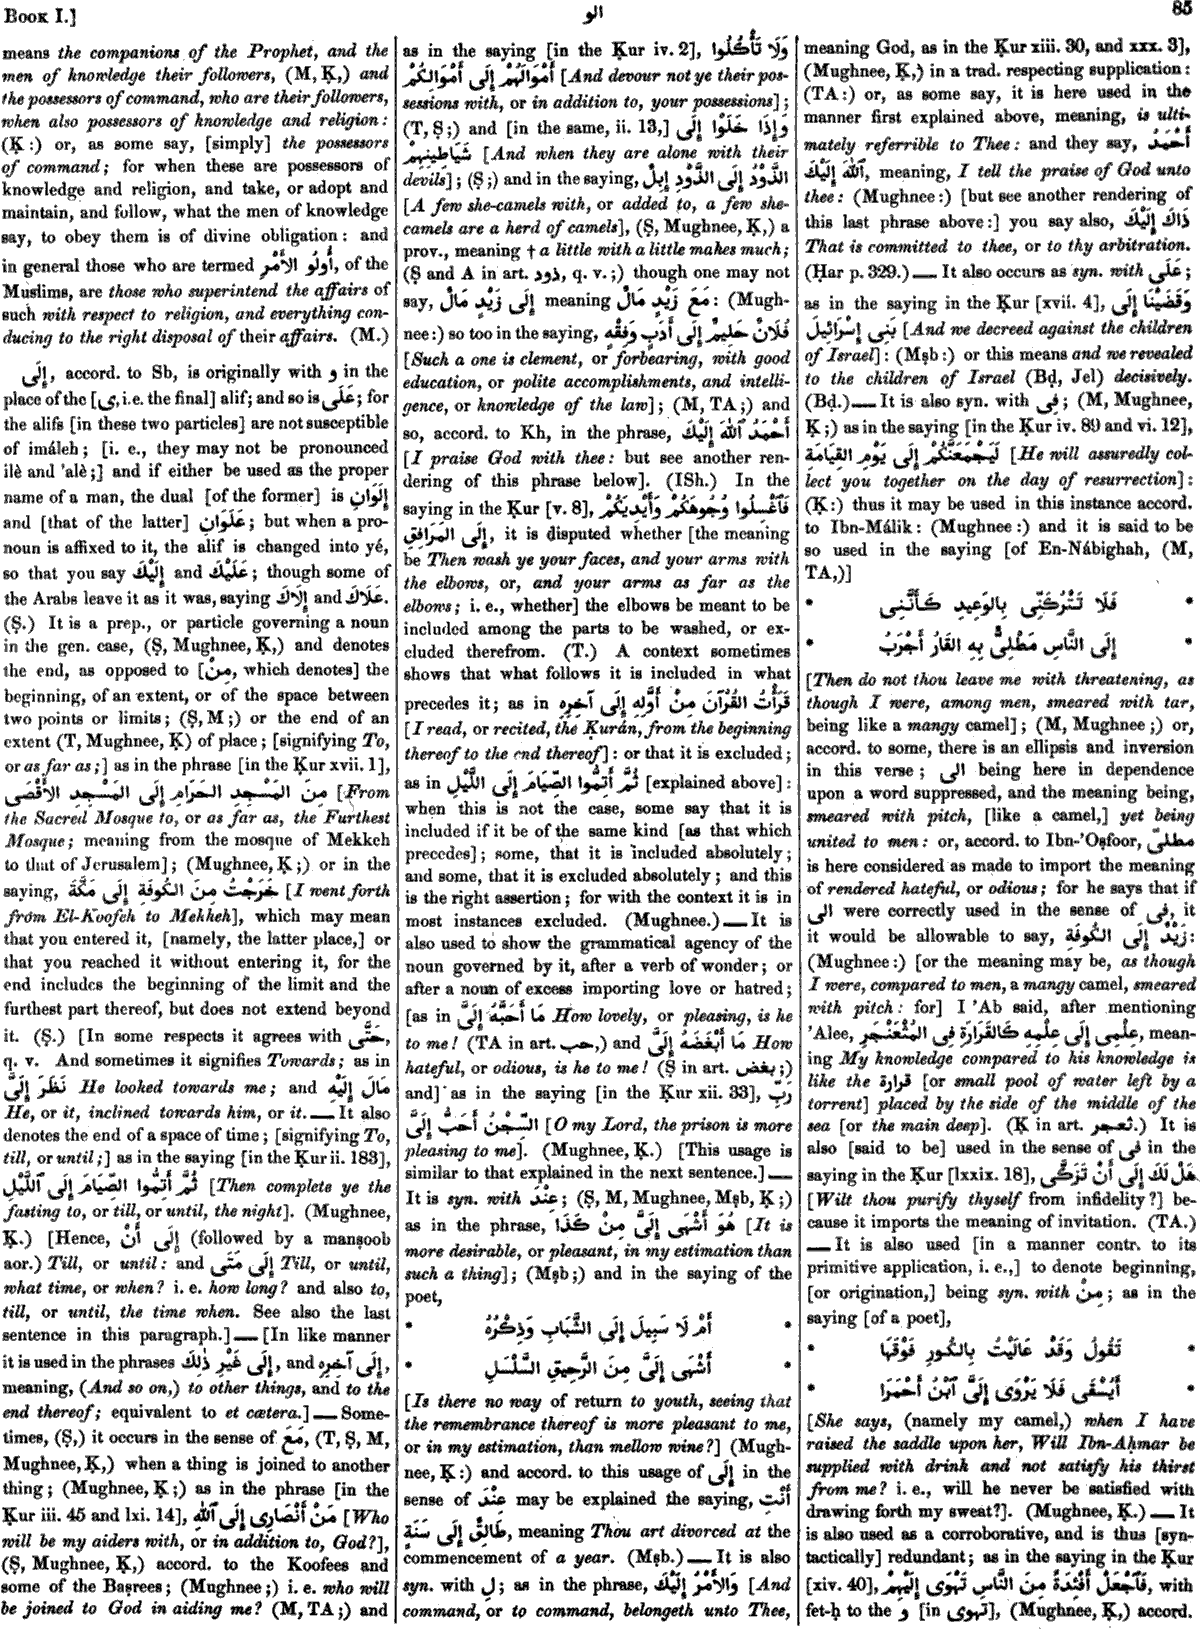 BOOK I.]
الو
85
means the companions of the Prophet, and the
men of knowledge their followers, (M, Ḳ,) and
the possessors of command, who are their followers,
when also possessors of knowledge and religion:
(Ḳ:) or, as some say, [simply] the possessors
of command; for when these are possessors of
knowledge and religion, and take, or adopt and
maintain, and follow, what the men of knowledge
say, to obey them is of divine obligation: and
in general those who are termed أُولُو الأَمْرِ, of the
Muslims, are those who superintend the affairs of
such with respect to religion, and everything con-
ducing to the right disposal of their affairs. (M.)
إِلَى, accord. to Sb, is originally with و in the
place of the [ى, i.e. the final] alif; and so is عَلَى; for
the alifs [in these two particles] are not susceptible
of imáleh; [i. e., they may not be pronounced
ilè and 'alè;] and if either be used as the proper
name of a man, the dual [of the former] is إِلَوَانِ
and [that of the latter] عَلَوَانِ; but when a pro-
noun is affixed to it, the alif is changed into yé,
so that you say إِلَيْكَ and عَلَيْكَ; though some of
the Arabs leave it as it was, saying إِلَاكَ and عَلَاكَ.
(Ṣ.) It is a prep., or particle governing a noun
in the gen. case, (Ṣ, Mughnee, Ḳ,) and denotes
the end, as opposed to [مِنْ, which denotes] the
beginning, of an extent, or of the space between
two points or limits; (Ṣ, M;) or the end of an
extent (T, Mughnee, Ḳ) of place; [signifying To,
or as far as;] as in the phrase [in the Ḳur xvii. 1],
مِنَ المَسْجِدِ الحَرَامِ إِلَى المَسْجِدِ الأَقْصَى [From
the Sacred Mosque to, or as far as, the Furthest
Mosque; meaning from the mosque of Mekkeh
to that of Jerusalem]; (Mughnee, Ḳ;) or in the
saying, خَرَجْتُ مِنَ الكُوفَةِ إِلَى مَكَّةَ [I went forth
from El-Koofeh to Mekkeh], which may mean
that you entered it, [namely, the latter place,] or
that you reached it without entering it, for the
end includes the beginning of the limit and the
furthest part thereof, but does not extend beyond
it. (Ṣ.) [In some respects it agrees with حَتَّى,
q. v. And sometimes it signifies Towards; as in
نَظَرَ إِلَىَّ He looked towards me; and مَالَ إِلَيْهِ
He, or it, inclined towards him, or it. — It also
denotes the end of a space of time; [signifying To,
till, or until;] as in the saying [in the Ḳur ii. 183],
ثُمَّ أَتِمُّوا الصِّيَامَ إِلَى ٱللَّيْلِ [Then complete ye the
fasting to, or till, or until, the night]. (Mughnee,
Ḳ.) [Hence, إِلَى أَنْ (followed by a manṣoob
aor.) Till, or until: and إِلَى مَتَى Till, or until,
what time, or when? i. e. how long? and also to,
till, or until, the time when. See also the last
sentence in this paragraph.] — [In like manner
it is used in the phrases إِلَى غَيْرِ ذٰلِكَ, and إِلَى آخِرِهِ,
meaning, (And so on,) to other things, and to the
end thereof; equivalent to et cætera.] — Some-
times, (Ṣ,) it occurs in the sense of مَعَ, (T, Ṣ, M,
Mughnee, Ḳ,) when a thing is joined to another
thing; (Mughnee, Ḳ;) as in the phrase [in the
Ḳur iii. 45 and lxi. 14], مَنْ أَنْصَارِى إِلَى ٱللّٰهِ [Who
will be my aiders with, or in addition to, God?],
(Ṣ, Mughnee, Ḳ,) accord. to the Koofees and
some of the Baṣrees; (Mughnee;) i. e. who will
be joined to God in aiding me? (M, TA;) and
as in the saying [in the Ḳur iv. 2], وَلَا تَأْكُلُوا
أَمْوَالَهُمْ إِلَى أَمْوَالِكُمْ [And devour not ye their pos-
sessions with, or in addition to, your possessions];
(T, Ṣ;) and [in the same, ii. 13,] وَإِذَا خَلَوْا إِلَى
شَيَاطِينِهِمْ [And when they are alone with their
devils]; (Ṣ;) and in the saying, الذَّوْدُ إِلَى الذَّوْدِ إِبِلٌ
[A few she-camels with, or added to, a few she-
camels are a herd of camels], (Ṣ, Mughnee, Ḳ,) a
prov., meaning † a little with a little makes much;
(Ṣ and A in art. ذود, q. v.;) though one may not
say, إِلَى زَيْدٍ مَالٌ meaning مَعَ زَيْدٍ مَالٌ: (Mugh-
nee:) so too in the saying, فُلَانٌ حَلِيمٌ إِلَى أَدَبٍ وَفِقْهٍ
[Such a one is clement, or forbearing, with good
education, or polite accomplishments, and intelli-
gence, or knowledge of the law]; (M, TA;) and
so, accord. to Kh, in the phrase, أَحْمَدُ ٱللّٰهَ إِلَيْكَ
[I praise God with thee: but see another ren-
dering of this phrase below]. (ISh.) In the
saying in the Ḳur [v. 8], فَٱغْسِلُوا وُجُوهَكُمْ وَأَيْدِيَكُمْ
إِلَى المَرَافِقِ, it is disputed whether [the meaning
be Then wash ye your faces, and your arms with
the elbows, or, and your arms as far as the
elbows; i. e., whether] the elbows be meant to be
included among the parts to be washed, or ex-
cluded therefrom. (T.) A context sometimes
shows that what follows it is included in what
precedes it; as in قَرَأْتُ القُرْآنَ مِنْ أَوَّلِهِ إِلَى آخِرِهِ
[I read, or recited, the Kurán, from the beginning
thereof to the end thereof]: or that it is excluded;
as in ثُمَّ أَتِمُّوا الصِّيَامَ إِلَى اللَّيْلِ [explained above]:
when this is not the case, some say that it is
included if it be of the same kind [as that which
precedes]; some, that it is included absolutely;
and some, that it is excluded absolutely; and this
is the right assertion; for with the context it is in
most instances excluded. (Mughnee.) — It is
also used to show the grammatical agency of the
noun governed by it, after a verb of wonder; or
after a noun of excess importing love or hatred;
[as in مَا أَحَبَّهُ إِلَىَّ How lovely, or pleasing, is he
to me! (TA in art. حب,) and مَا أَبْغَضَهُ إِلَىَّ How
hateful, or odious, is he to me! (Ṣ in art. بغض;)
and] as in the saying [in the Ḳur xii. 33], رَبِّ
السِّجْنُ أَحَبُّ إِلَىَّ [O my Lord, the prison is more
pleasing to me]. (Mughnee, Ḳ.) [This usage is
similar to that explained in the next sentence.] —
It is syn. with عِنْدَ; (Ṣ, M, Mughnee, Mṣb, Ḳ;)
as in the phrase, هُوَ أَشْهَى إِلَىَّ مِنْ كَذَا [It is
more desirable, or pleasant, in my estimation than
such a thing]; (Mṣb;) and in the saying of the
poet,
* أَمْ لَا سَبِيلَ إِلَى الشَّبَابِ وَذِكْرُهُ *
* أَشْهَى إِلَىَّ مِنَ الرَّحِيقِ السَّلْسَلِ *
[Is there no way of return to youth, seeing that
the remembrance thereof is more pleasant to me,
or in my estimation, than mellow wine?] (Mugh-
nee, Ḳ:) and accord. to this usage of إِلَى in the
sense of عِنْدَ may be explained the saying, أَنْتِ
طَالِقٌ إِلَى سَنَةٍ, meaning Thou art divorced at the
commencement of a year. (Mṣb.) — It is also
syn. with لِ; as in the phrase, وَالأَمْرُ إِلَيْكَ [And
command, or to command, belongeth unto Thee,
meaning God, as in the Ḳur xiii. 30, and xxx. 3],
(Mughnee, Ḳ,) in a trad. respecting supplication:
(TA:) or, as some say, it is here used in the
manner first explained above, meaning, is ulti-
mately referrible to Thee: and they say, أَحْمَدُ
ٱللّٰهَ إِلَيْكَ, meaning, I tell the praise of God unto
thee: (Mughnee:) [but see another rendering of
this last phrase above:] you say also, ذَاكَ إِلَيْكَ
That is committed to thee, or to thy arbitration.
(Ḥar p. 329.) — It also occurs as syn. with عَلَى;
as in the saying in the Ḳur [xvii. 4], وَقَضَيْنَا إِلَى
بَنِى إِسْرَائِيلَ [And we decreed against the children
of Israel]: (Mṣb:) or this means and we revealed
to the children of Israel (Bḍ, Jel) decisively.
(Bḍ.) — It is also syn. with فِى; (M, Mughnee,
Ḳ;) as in the saying [in the Ḳur iv. 89 and vi. 12],
لَيَجْمَعَنَّكُمْ إِلَى يَوْمِ القِيَامَةِ [He will assuredly col-
lect you together on the day of resurrection]:
(Ḳ:) thus it may be used in this instance accord.
to Ibn-Málik: (Mughnee:) and it is said to be
so used in the saying [of En-Nábighah, (M,
TA,)]
* فَلَا تَتْرُكَنِّى بِالوَعِيدِ كَأَنَّنِى *
* إِلَى النَّاسِ مَطْلِىٌّ بِهِ القَارُ أَجْرَبُ *
[Then do not thou leave me with threatening, as
though I were, among men, smeared with tar,
being like a mangy camel]; (M, Mughnee;) or,
accord. to some, there is an ellipsis and inversion
in this verse; الى being here in dependence
upon a word suppressed, and the meaning being,
smeared with pitch, [like a camel,] yet being
united to men: or, accord. to Ibn-'Oṣfoor, مطلىّ
is here considered as made to import the meaning
of rendered hateful, or odious; for he says that if
الى were correctly used in the sense of فى, it
it would be allowable to say, زَيْدٌ إِلَى الكُوفَةِ:
(Mughnee:) [or the meaning may be, as though
I were, compared to men, a mangy camel, smeared
with pitch: for] I 'Ab said, after mentioning
'Alee, عِلْمِى إِلَى عِلْمِهِ كَالقَرَارَةِ فِى المُثْعَنْجَرِ, mean-
ing My knowledge compared to his knowledge is
like the قرارة [or small pool of water left by a
torrent] placed by the side of the middle of the
sea [or the main deep]. (Ḳ in art. ثعجر.) It is
also [said to be] used in the sense of فى in the
saying in the Ḳur [lxxix. 18], هَلْ لَكَ إِلَى أَنْ تَزَكَّى
[Wilt thou purify thyself from infidelity?] be-
cause it imports the meaning of invitation. (TA.)
— It is also used [in a manner contr. to its
primitive application, i. e.,] to denote beginning,
[or origination,] being syn. with مِنْ; as in the
saying [of a poet],
* تَقُولُ وَقَدْ عَالَيْتُ بِالكُورِ فَوْقَهَا *
* أَيُسْقَى فَلَا يَرْوَى إِلَىَّ ٱبْنُ أَحْمَرَا *
[She says, (namely my camel,) when I have
raised the saddle upon her, Will Ibn-Aḥmar be
supplied with drink and not satisfy his thirst
from me? i. e., will he never be satisfied with
drawing forth my sweat?]. (Mughnee, Ḳ.) — It
is also used as a corroborative, and is thus [syn-
tactically] redundant; as in the saying in the Ḳur
[xiv. 40], فَٱجْعَلْ أَفْئِدَةً مِنَ النَّاسِ تَهْوَى إِلَيْهِمْ, with
fet-ḥ to the و [in تهوى], (Mughnee, Ḳ,) accord.